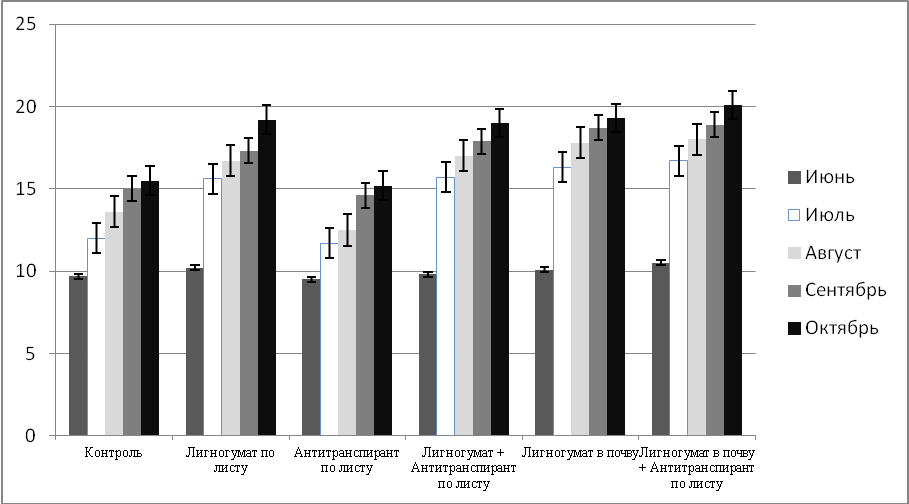 25
20
15
10
5
0
Июнь
Июль
Август
Сентябрь
Октябрь
Контроль
Лигногумат по
листу
Антитранспирант
по листу
Лигногумат +
Антитранспирант
по листу
Лигногумат в почву
Лигногумат в почву
+ Антитранспирант
по листу